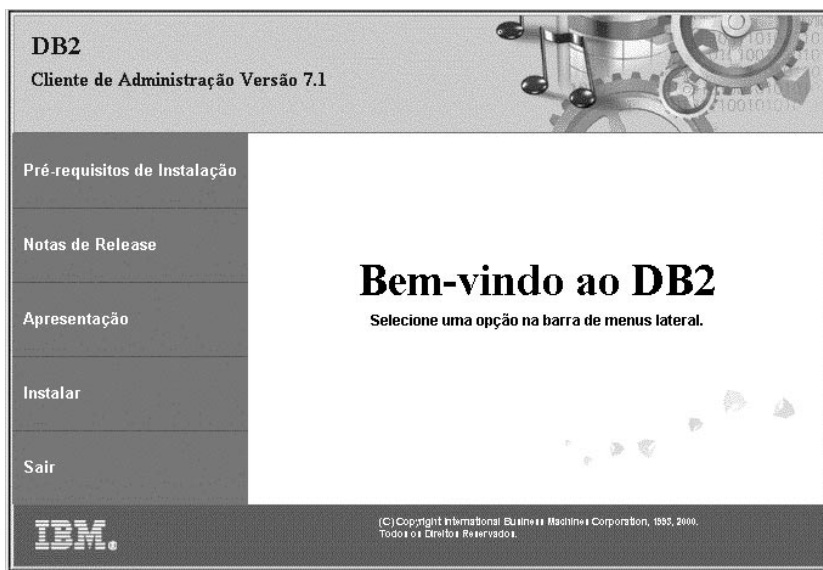 DB2
Cliente de Administração Versão 7.1
Pré-requisitos de Instalação
Notas de Release
Apresentação
Instalar
Sair
Bem-vindo ao DB2
Selecione uma opção na barra de menus lateral.
IBM.
(C) Copyright International Business Machines Corporation, 1993, 2000.
Todos os Direitos Reservados.